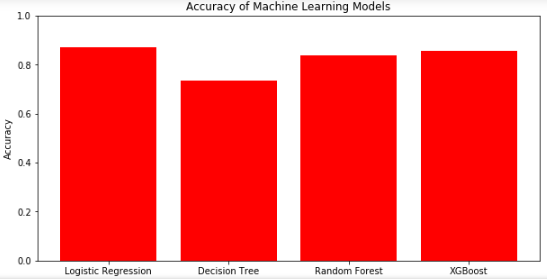 Accuracy of Machine Learning Models
1.0
0.8
0.6
0.4
0.2
0.0
Accuracy
Logistic Regression Decision Tree Random Forest XGBoost